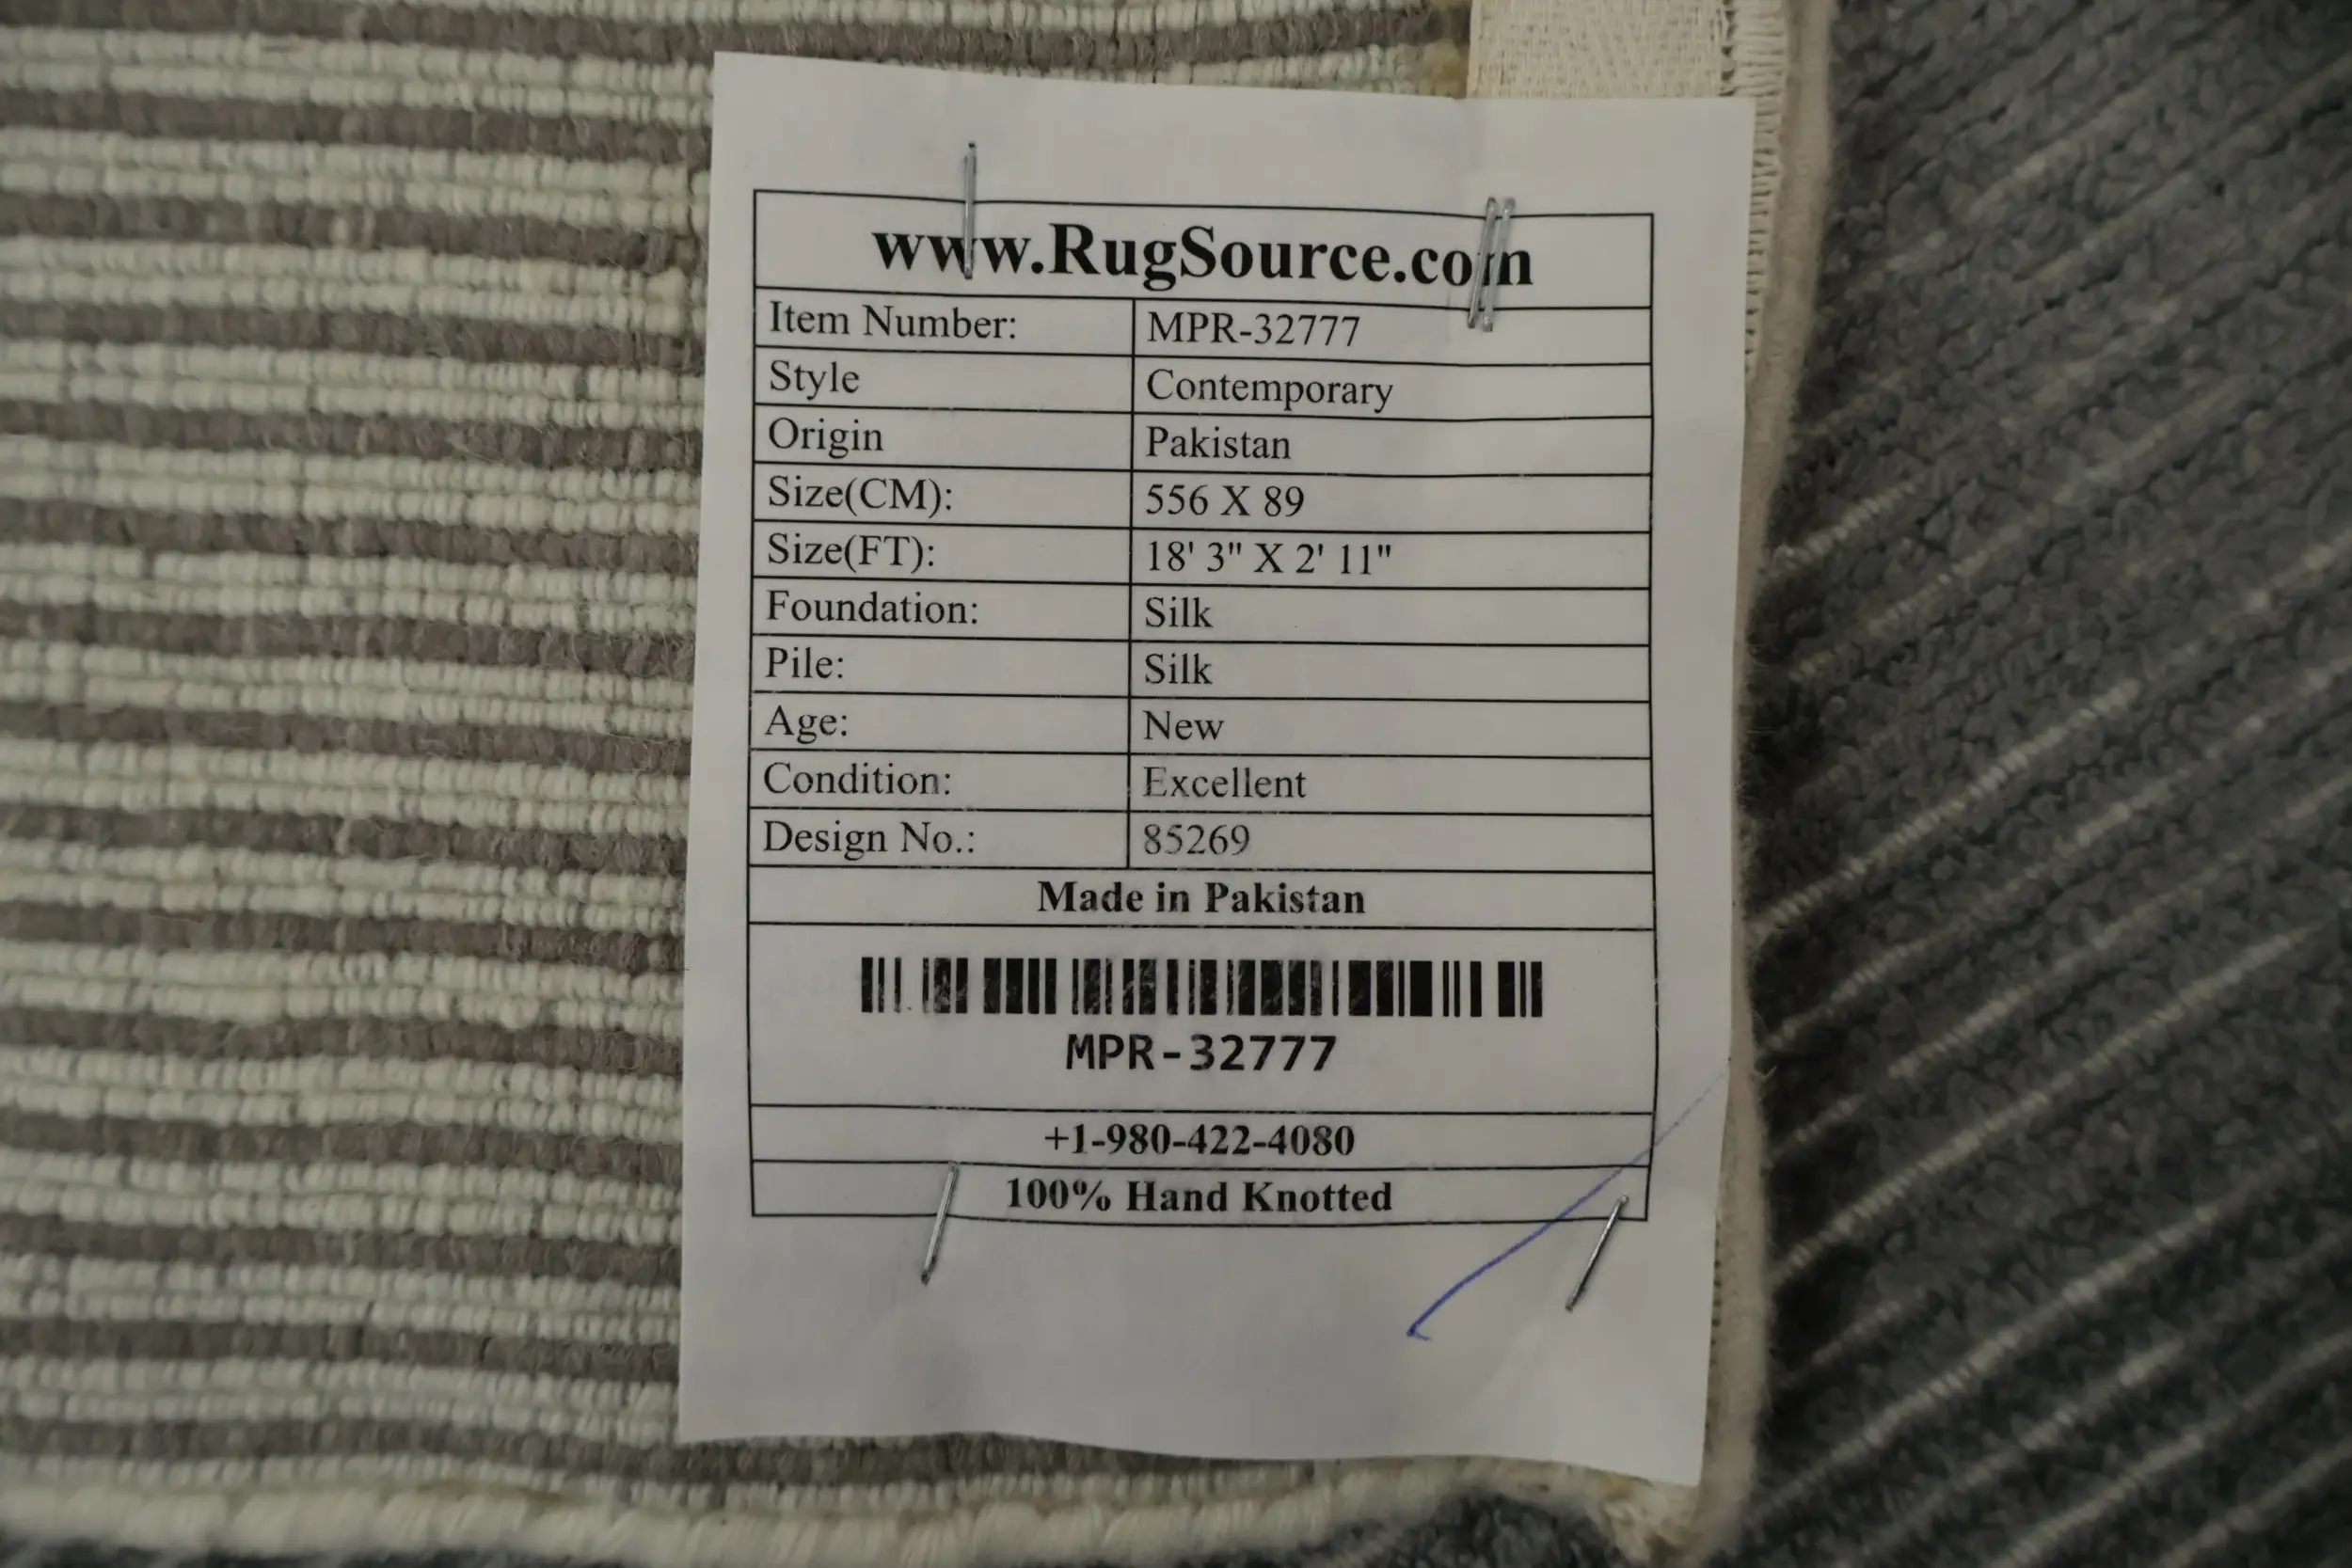 www.RugSource.com
Item Number: MPR-32777
Style Contemporary
Origin Pakistan
Size(CM): 556 X 89
Size(FT): 18' 3" X 2' 11"
Foundation: Silk
Pile: Silk
Age: New
Condition: Excellent
Design No.: 85269
Made in Pakistan
MPR-32777
+1-980-422-4080
100% Hand Knotted